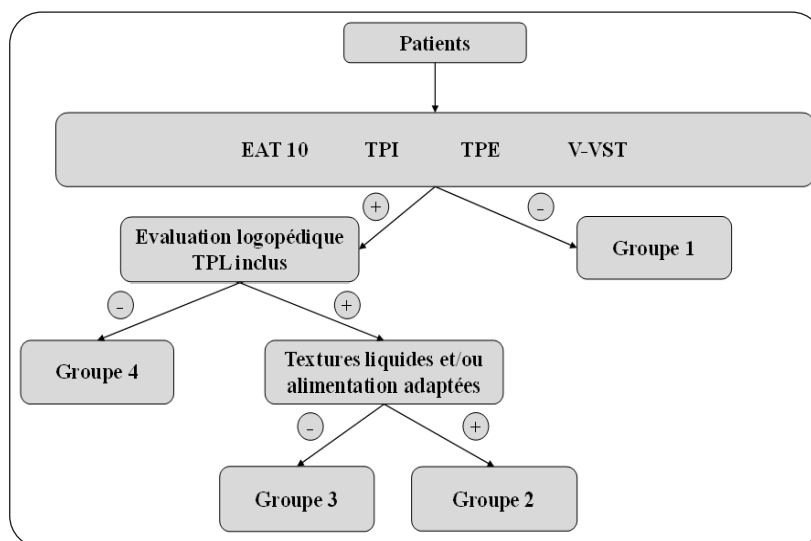 Patients
EAT 10 TPI TPE V-VST
+
-
Evaluation logopédique
TPL inclus
Groupe 1
-
+
Groupe 4
Textures liquides et/ou
alimentation adaptées
-
+
Groupe 3
Groupe 2